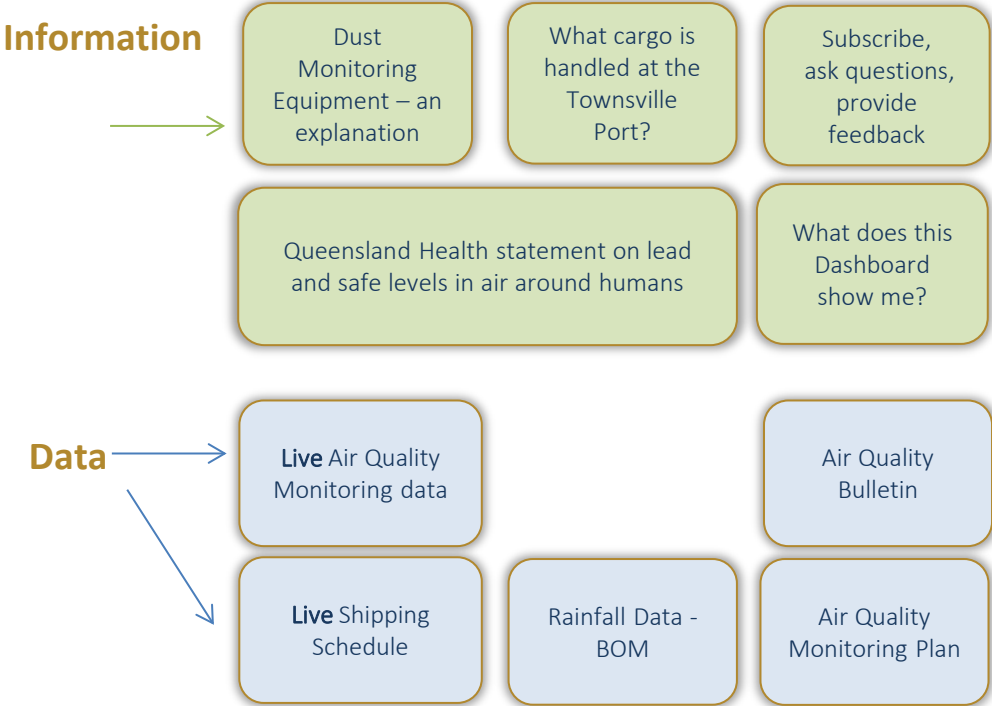 Information
Dust
Monitoring
Equipment – an
explanation
What cargo is
handled at the
Townsville
Port?
Subscribe,
ask questions,
provide
feedback
Queensland Health statement on lead
and safe levels in air around humans
What does this
Dashboard
show me?
Data
Live Air Quality
Monitoring data
Air Quality
Bulletin
Live Shipping
Schedule
Rainfall Data -
BOM
Air Quality
Monitoring Plan